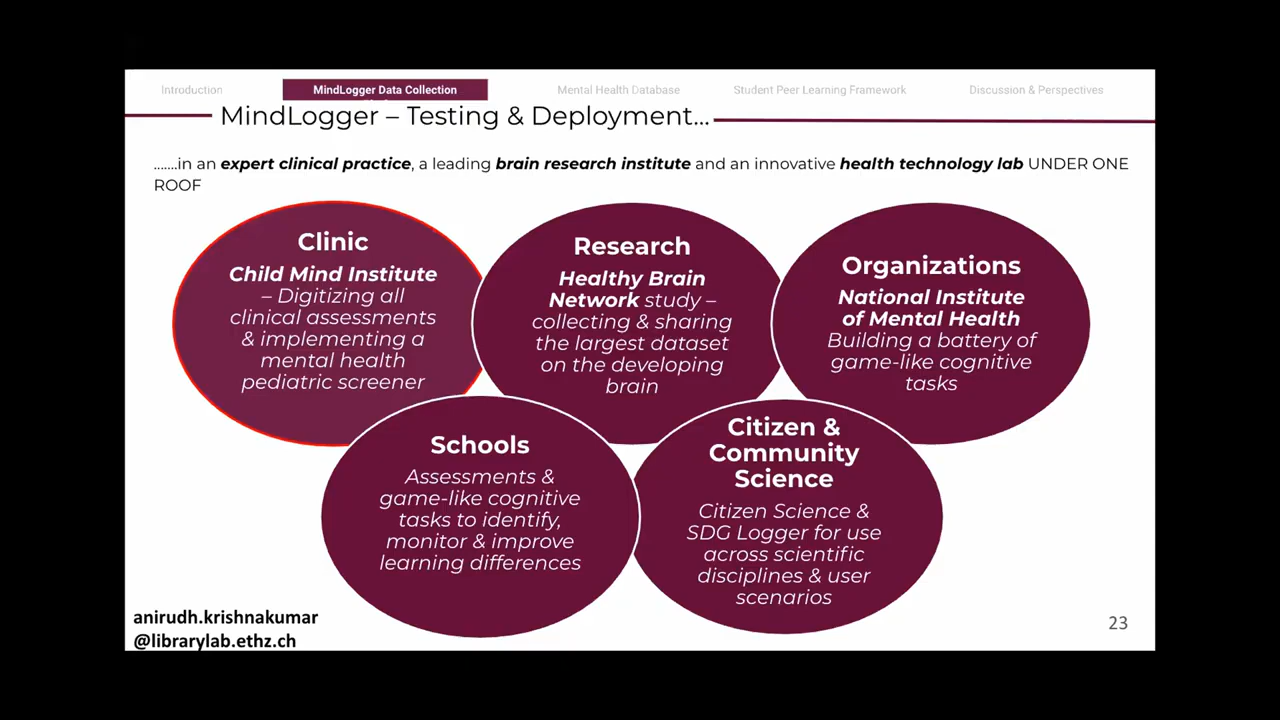 Introduction
MindLogger Data Collection
Mental Health Database
Student Peer Learning Framework
Discussion & Perspectives
MindLogger – Testing & Deployment...
.......in an expert clinical practice, a leading brain research institute and an innovative health technology lab UNDER ONE
ROOF
Clinic
Child Mind Institute
– Digitizing all
clinical assessments
& implementing a
mental health
pediatric screener
Research
Healthy Brain
Network study –
collecting & sharing
the largest dataset
on the developing
brain
Organizations
National Institute
of Mental Health
Building a battery of
game-like cognitive
tasks
Schools
Assessments &
game-like cognitive
tasks to identify,
monitor & improve
learning differences
Citizen &
Community
Science
Citizen Science &
SDG Logger for use
across scientific
disciplines & user
scenarios
anirudh.krishnakumar
@librarylab.ethz.ch
23